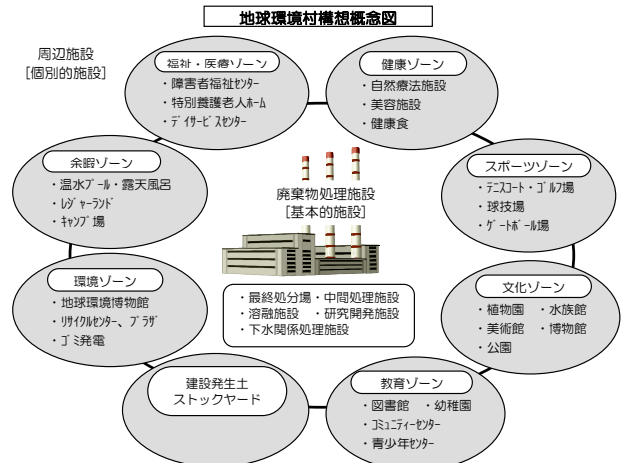 地球環境村構想概念図
周辺施設
[個別的施設]
福祉・医療ゾーン
・障害者福祉ｾﾝﾀｰ
・特別養護老人ﾎｰﾑ
・ﾃﾞｲｻｰﾋﾞｽｾﾝﾀｰ
健康ゾーン
・自然療法施設
・美容施設
・健康食
余暇ゾーン
・温水ﾌﾟｰﾙ・露天風呂
・ﾚｼﾞｬｰﾗﾝﾄﾞ
・ｷｬﾝﾌﾟ場
廃棄物処理施設
[基本的施設]
スポーツゾーン
・ﾃﾆｽｺｰﾄ・ｺﾞﾙﾌ場
・球技場
・ｹﾞｰﾄﾎﾞｰﾙ場
環境ゾーン
・地球環境博物館
・ﾘｻｲｸﾙｾﾝﾀｰ、ﾌﾟﾗｻﾞ
・ゴミ発電
・最終処分場・中間処理施設
・溶融施設　・研究開発施設
・下水関係処理施設
文化ゾーン
・植物園　・水族館
・美術館　・博物館
・公園
建設発生土
ストックヤード
教育ゾーン
・図書館　・幼稚園
・ｺﾐｭﾆﾃｨｰｾﾝﾀｰ
・青少年ｾﾝﾀｰ